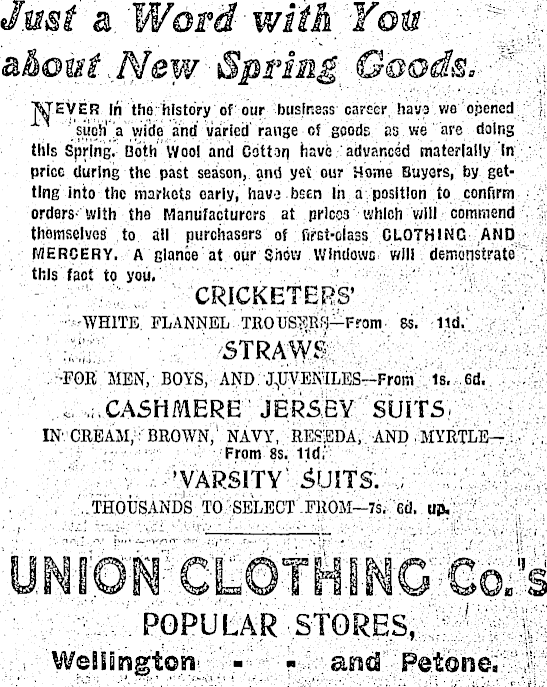 Just a Word with You
about New Spring Goods.
NEVER in the history of our business career have we opened
such a wide and varied range of goods as we are doing
this Spring. Both Wool and Cotton have advanced materially in
price during the past season, and yet our Home Buyers, by get-
ting into the markets early, have been in a position to confirm
orders with the Manufacturers at prices which will commend
themselves to all purchasers of first-class CLOTHING AND
MERCERY. A glance at our Show Windows will demonstrate
this fact to you.
CRICKETERS'
WHITE FLANNEL TROUSERS—From 8s. 11d.
STRAWS
FOR MEN, BOYS, AND JUVENILES—From 1s. 6d.
CASHMERE JERSEY SUITS
IN CREAM, BROWN, NAVY, RESEDA, AND MYRTLE—
From 8s. 11d.
'VARSITY SUITS.
THOUSANDS TO SELECT FROM—7s. 6d. up.
UNION CLOTHING Co.'s
POPULAR STORES,
Wellington - - and Petone.